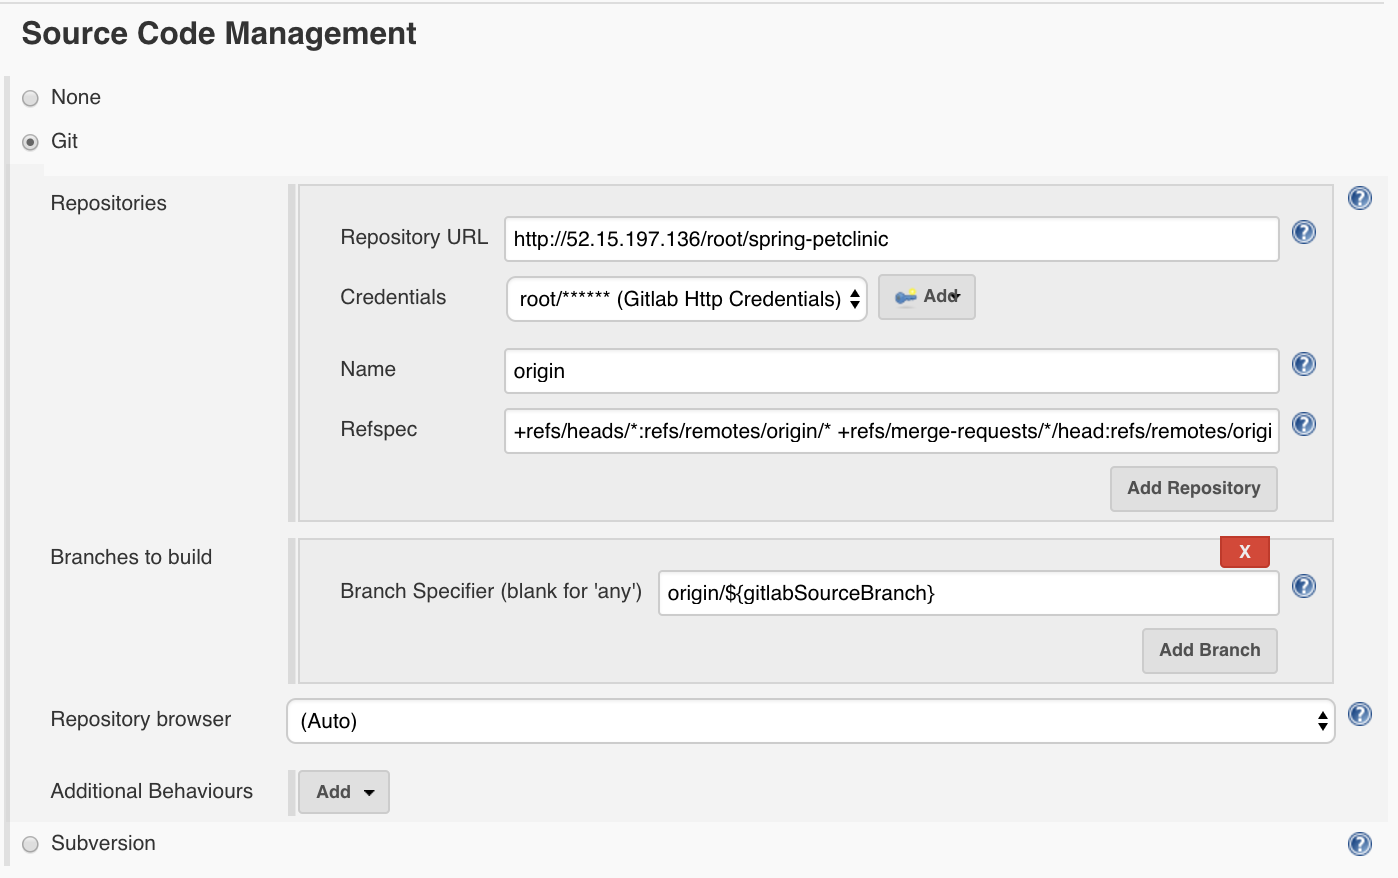 Source Code Management
None
Git
Repositories
Repository URL http://52.15.197.136/root/spring-petclinic
Credentials root/****** (Gitlab Http Credentials) Add
Name origin
Refspec +refs/heads/*:refs/remotes/origin/* +refs/merge-requests/*/head:refs/remotes/origi
Add Repository
Branches to build
X
Branch Specifier (blank for 'any') origin/${gitlabSourceBranch}
Add Branch
Repository browser (Auto)
Additional Behaviours Add
Subversion